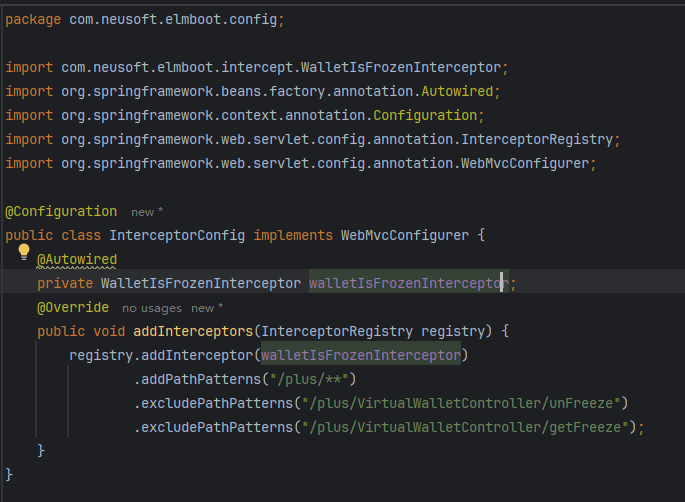 package com.neusoft.elmboot.config;
import com.neusoft.elmboot.intercept.WalletIsFrozenInterceptor;
import org.springframework.beans.factory.annotation.Autowired;
import org.springframework.context.annotation.Configuration;
import org.springframework.web.servlet.config.annotation.InterceptorRegistry;
import org.springframework.web.servlet.config.annotation.WebMvcConfigurer;
@Configuration new *
public class InterceptorConfig implements WebMvcConfigurer {
@Autowired
private WalletIsFrozenInterceptor walletIsFrozenInterceptor;
@Override no usages new *
public void addInterceptors(InterceptorRegistry registry) {
registry.addInterceptor(walletIsFrozenInterceptor)
.addPathPatterns("/plus/**")
.excludePathPatterns("/plus/VirtualWalletController/unFreeze")
.excludePathPatterns("/plus/VirtualWalletController/getFreeze");
}
}